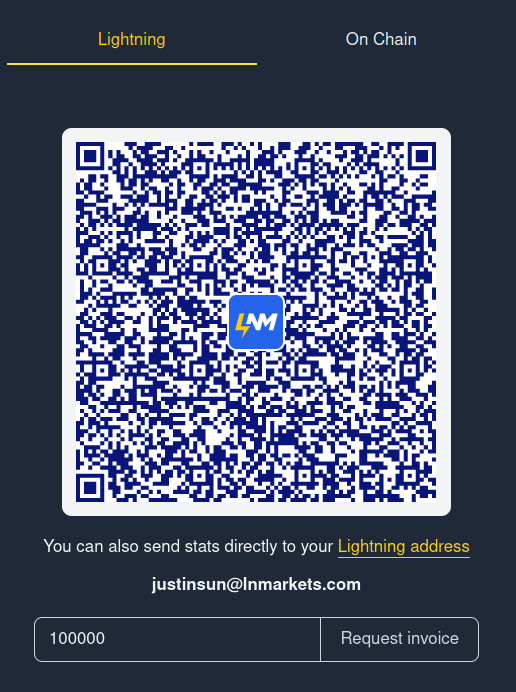 Lightning
On Chain
LNM
You can also send stats directly to your Lightning address
justinsun@lnmarkets.com
100000
Request invoice